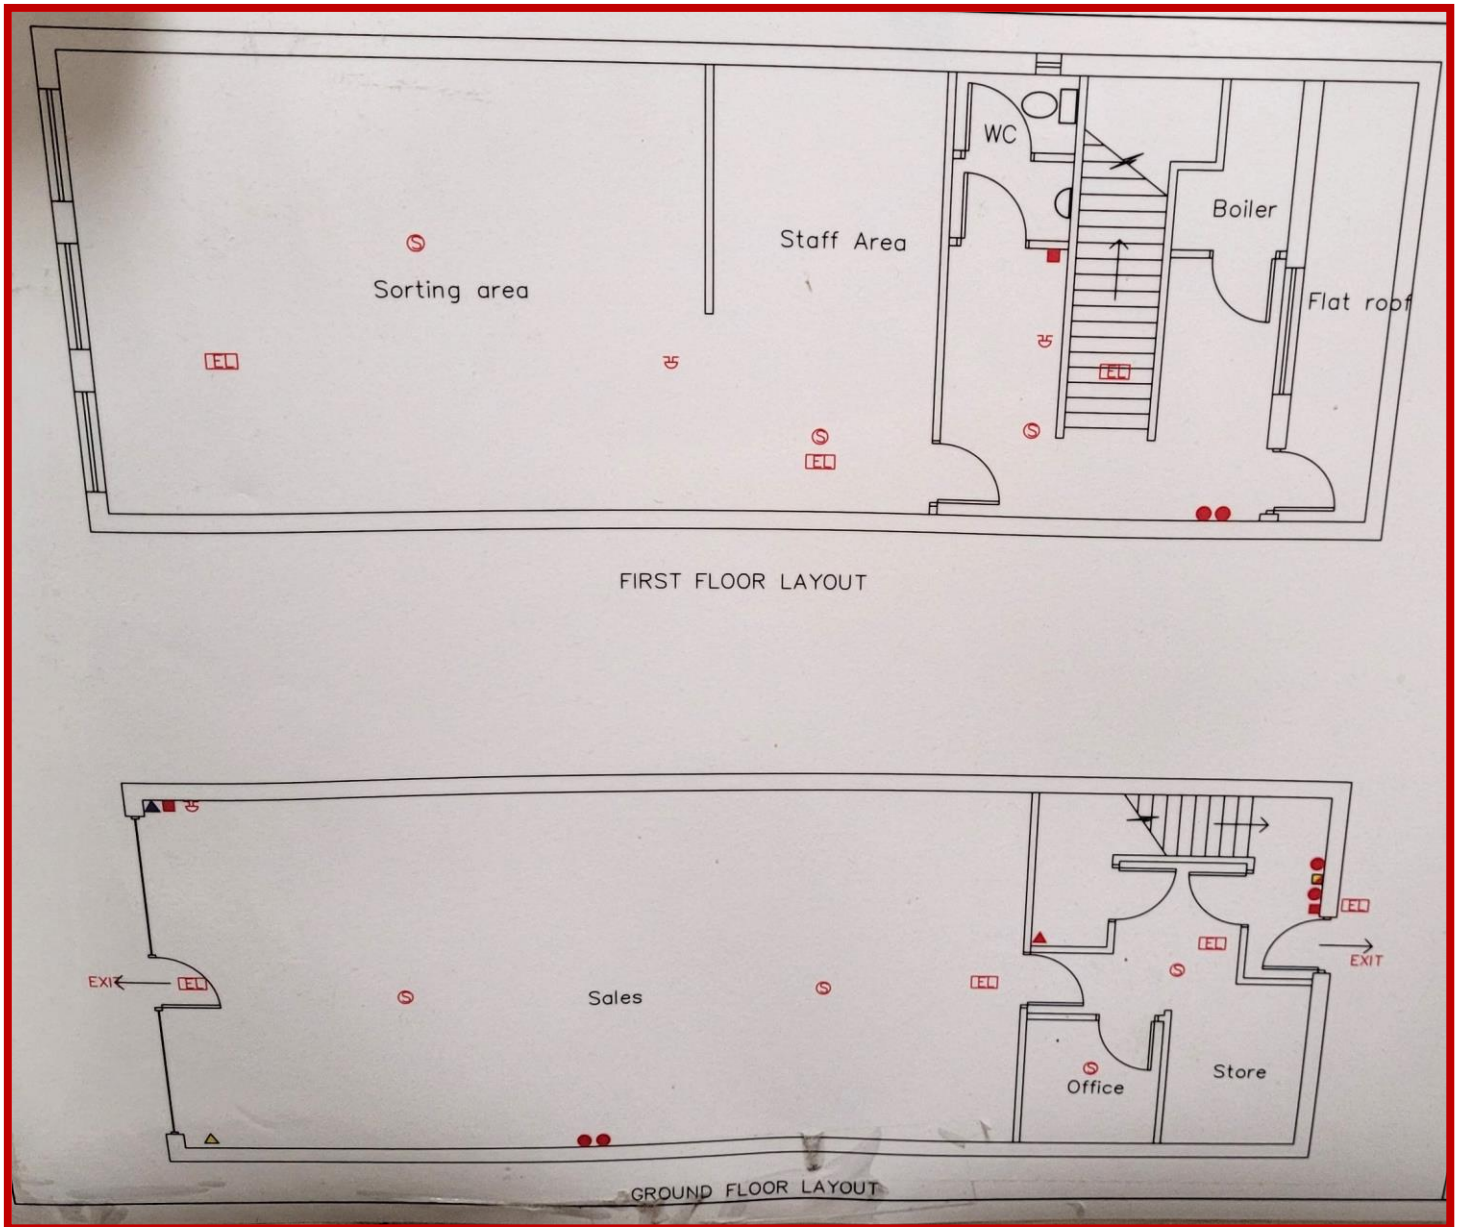 WC
Boiler
Staff Area
S
Sorting area
Flat roof
EL
EL
S
S
EL
FIRST FLOOR LAYOUT
EL
EL
S
EXIT
EXIT
EL
S
Sales
S
EL
S
Office
Store
GROUND FLOOR LAYOUT